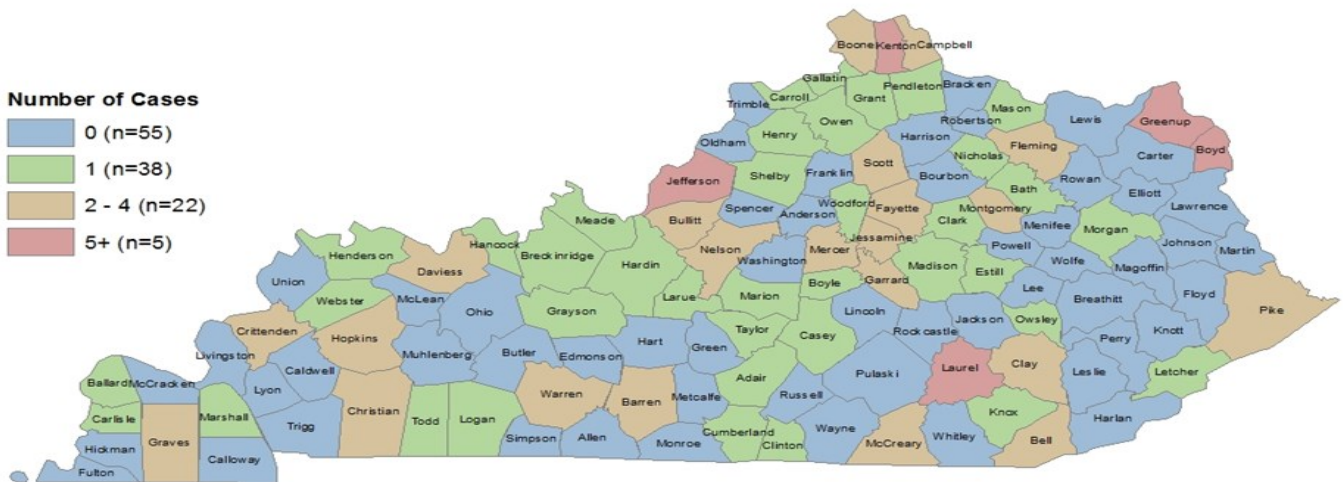 Number of Cases
0 (n=55)
1 (n=38)
2 - 4 (n=22)
5+ (n=5)
Boone Kenton Campbell
Gallatin
Carroll
Grant
Pendleton
Bracken
Trimble
Owen
Mason
Robertson
Lewis
Greenup
Boyd
Oldham
Henry
Harrison
Fleming
Carter
Scott
Nicholas
Jefferson
Shelby
Franklin
Bourbon
Bath
Rowan
Elliott
Lawrence
Spencer
Anderson
Woodford
Fayette
Clark
Montgomery
Menifee
Morgan
Johnson
Martin
Bullitt
Meade
Hancock
Henderson
Daviess
Breckinridge
Hardin
Nelson
Washington
Mercer
Jessamine
Garrard
Madison
Estill
Powell
Wolfe
Magoffin
Floyd
Pike
Union
Webster
McLean
Ohio
Grayson
Larue
Marion
Boyle
Lincoln
Rockcastle
Jackson
Lee
Owsley
Breathitt
Knott
Perry
Crittenden
Hopkins
Muhlenberg
Butler
Edmonson
Hart
Green
Taylor
Casey
Pulaski
Laurel
Clay
Leslie
Letcher
Livingston
Caldwell
Lyon
Ballard
McCracken
Carlisle
Marshall
Christian
Todd
Logan
Warren
Barren
Metcalfe
Adair
Russell
Wayne
McCreary
Whitley
Knox
Bell
Harlan
Hickman
Graves
Calloway
Fulton
Trigg
Simpson
Allen
Monroe
Cumberland
Clinton